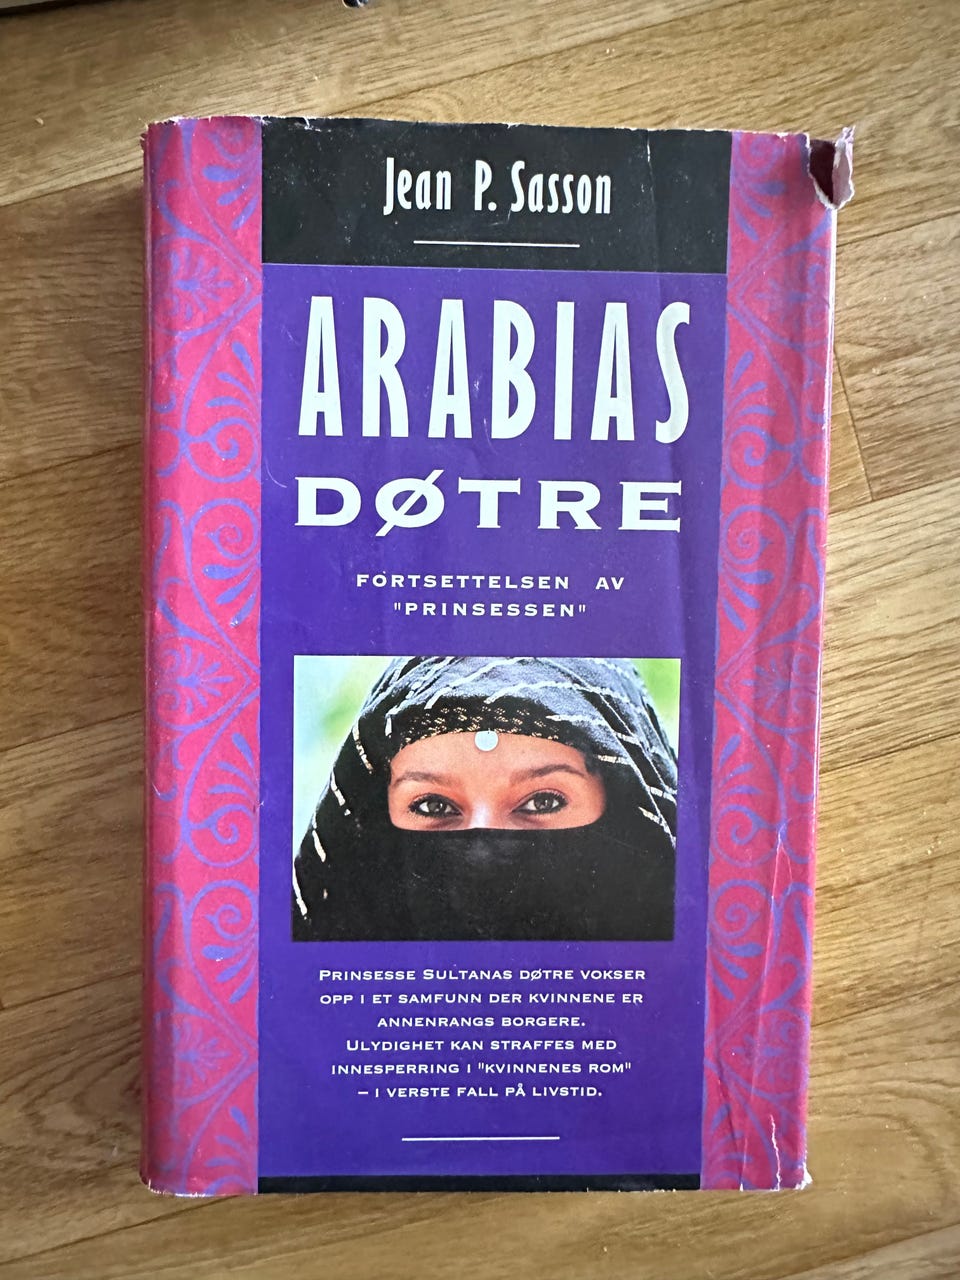 Jean P. Sasson
ARABIAS
DØTRE
FORTSETTELSEN AV
"PRINSESSEN"
PRINSESSE SULTANAS DØTRE VOKSER
OPP I ET SAMFUNN DER KVINNENE ER
ANNENRANGS BORGERE.
ULYDIGHET KAN STRAFFES MED
INNESPERRING I "KVINNENES ROM"
– I VERSTE FALL PÅ LIVSTID.